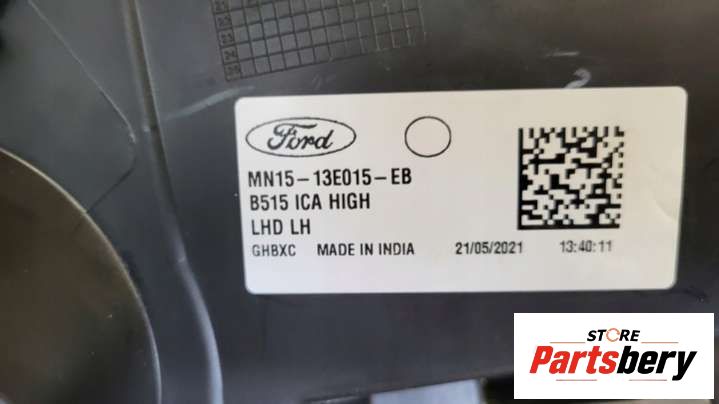 Ford
MN15-13E015-EB
B515 ICA HIGH
LHD LH
GHBXC MADE IN INDIA 21/05/2021 13:40:11
STORE
Partsbery